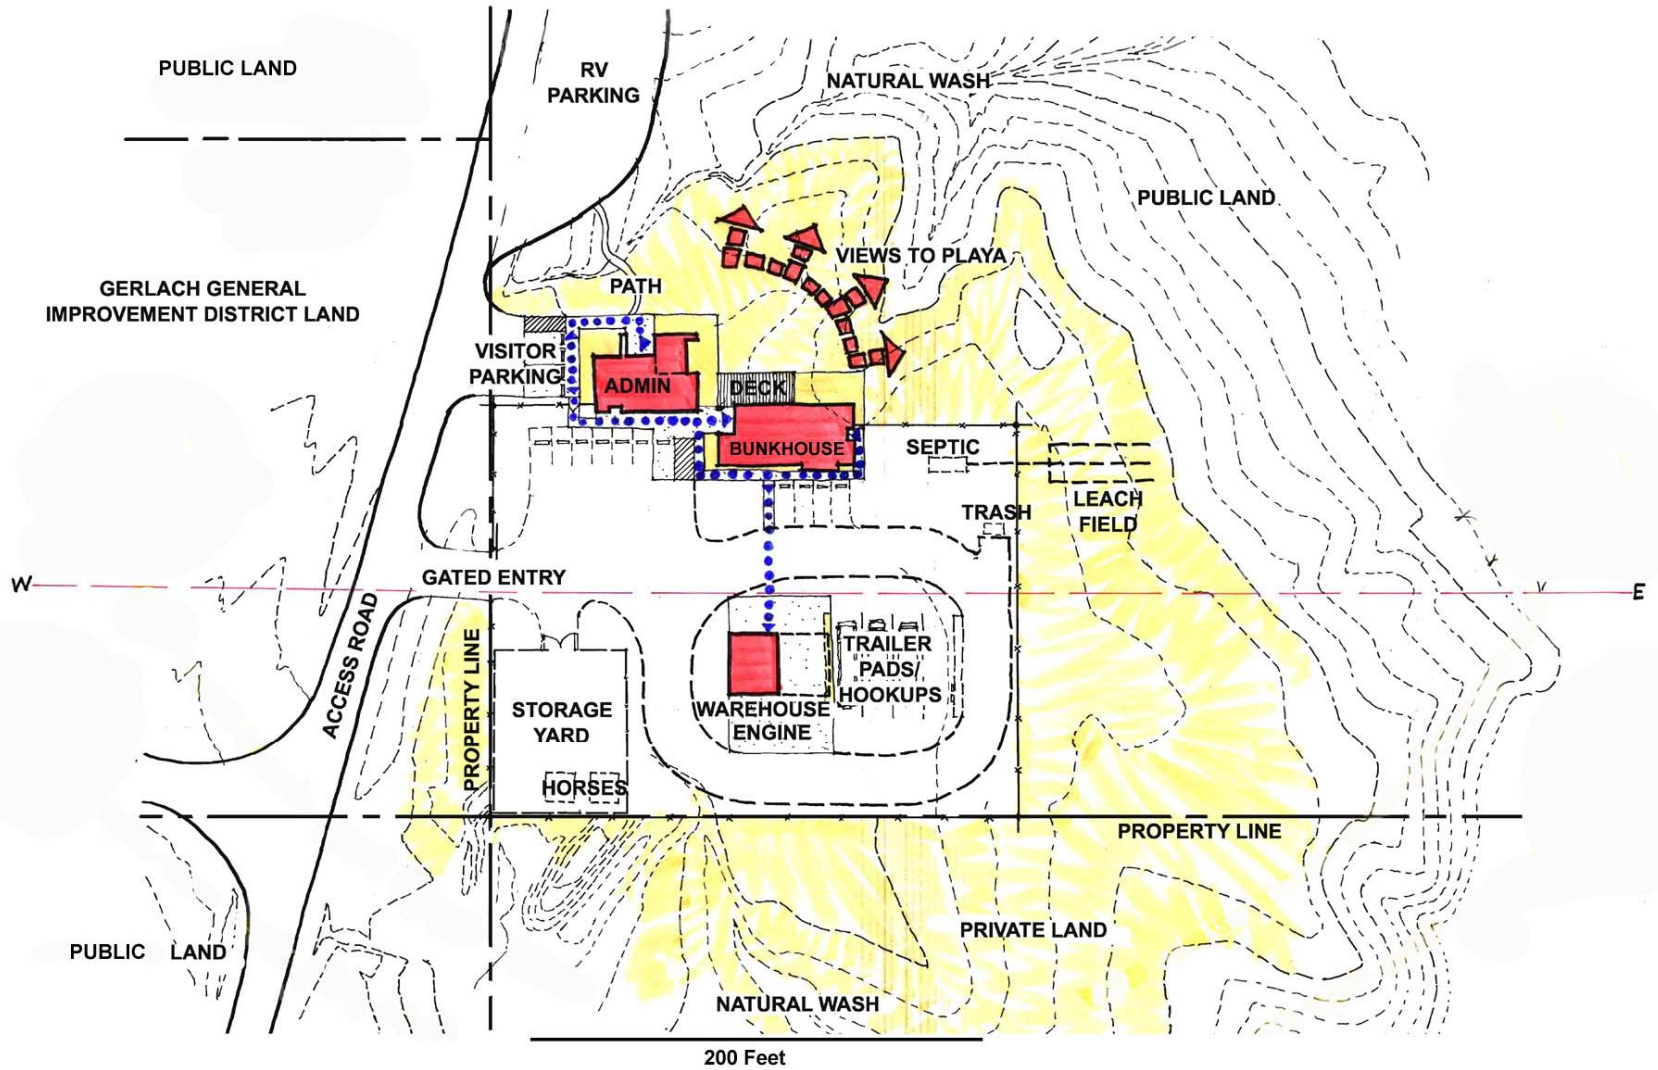 PUBLIC LAND
RV
PARKING
NATURAL WASH
PUBLIC LAND
VIEWS TO PLAYA
GERLACH GENERAL
IMPROVEMENT DISTRICT LAND
PATH
VISITOR
PARKING
ADMIN
DECK
BUNKHOUSE
SEPTIC
LEACH
FIELD
TRASH
W
GATED ENTRY
E
ACCESS ROAD
PROPERTY LINE
STORAGE
YARD
HORSES
WAREHOUSE
ENGINE
TRAILER
PADS/
HOOKUPS
PROPERTY LINE
PUBLIC LAND
PRIVATE LAND
NATURAL WASH
200 Feet